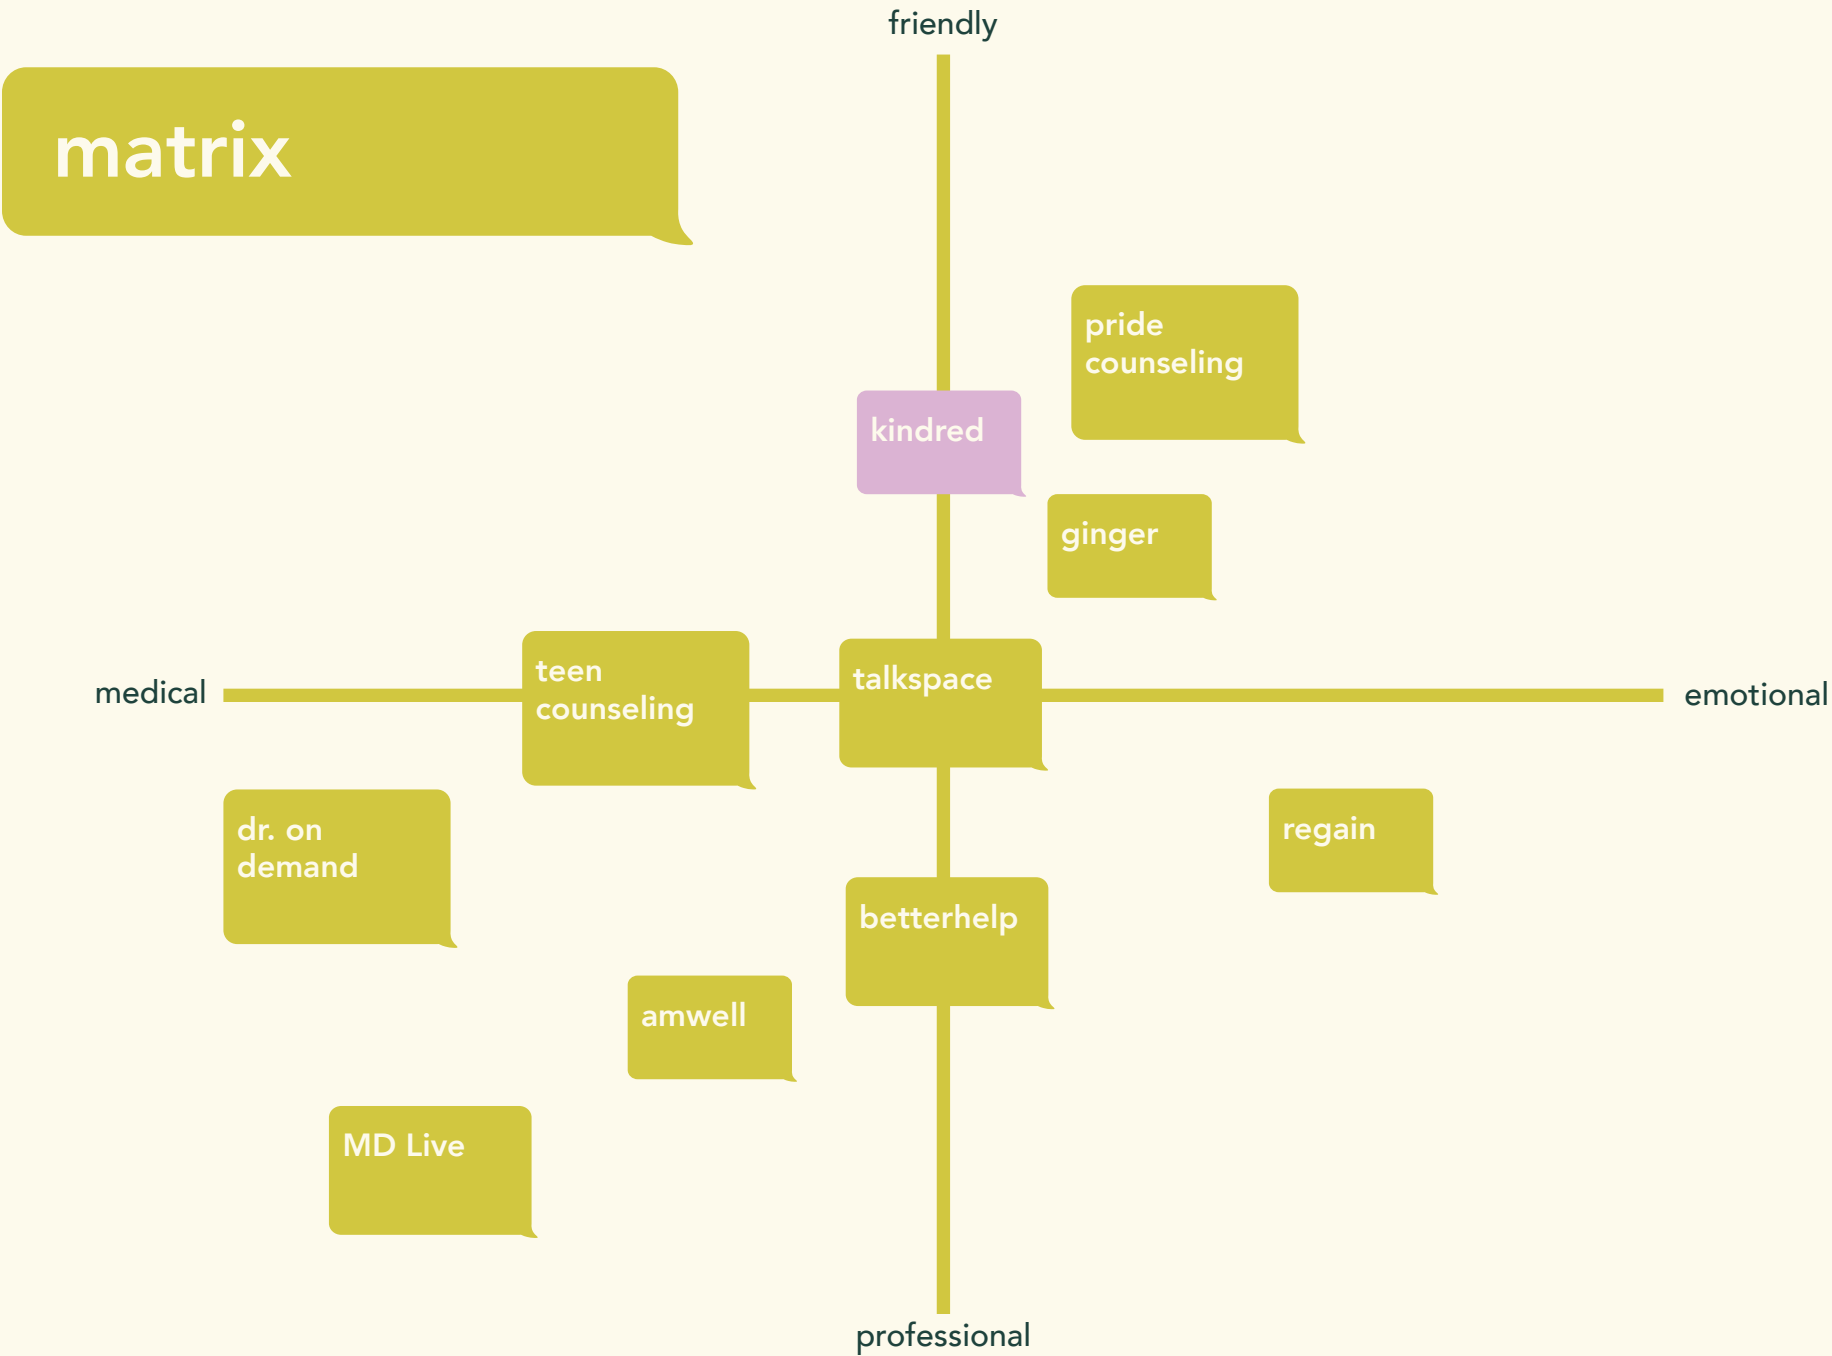 friendly
matrix
pride
counseling
kindred
ginger
teen
counseling
talkspace
medical
emotional
dr. on
demand
regain
betterhelp
amwell
MD Live
professional